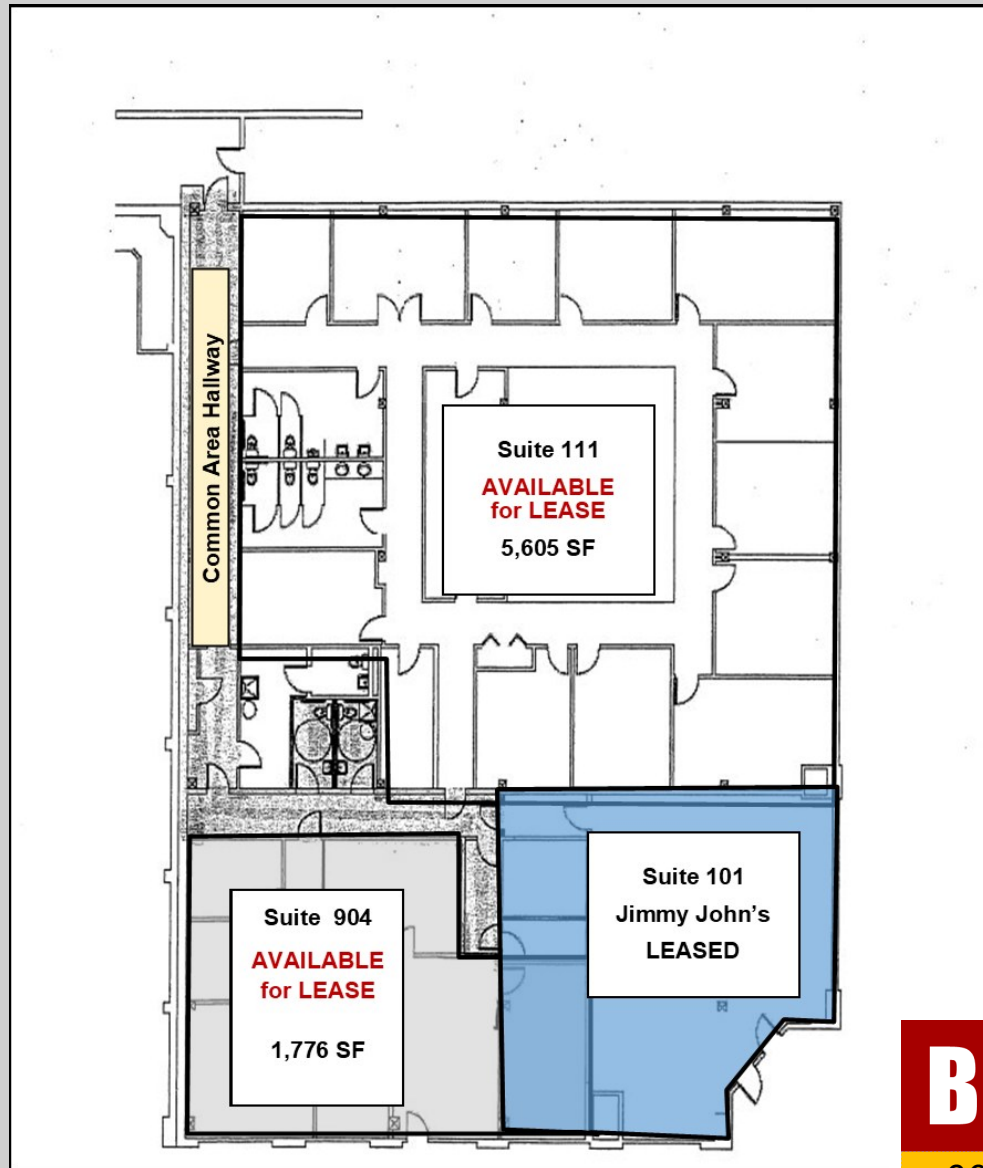 Common Area Hallway
Suite 111
AVAILABLE
for LEASE
5,605 SF
Suite 101
Jimmy John's
LEASED
Suite 904
AVAILABLE
for LEASE
1,776 SF
B